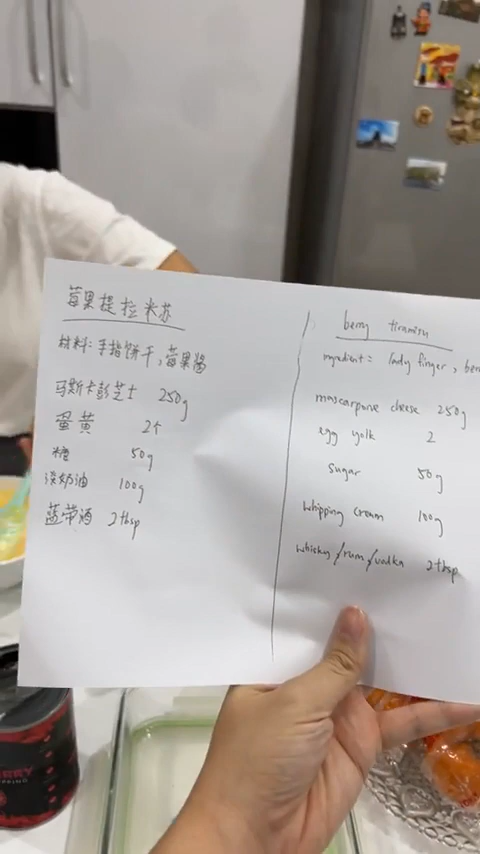 莓果提拉米苏
材料:手指饼干,莓果酱
马斯卡彭芝士 250g
蛋黄 2个
糖 50g
淡奶油 100g
蓝带酒 2tbsp
berry tiramisu
ingredient: lady finger, ber
mascarpone cheese 250g
egg yolk 2
sugar 50g
whipping cream 100g
whisky/rum/vodka 2tbsp